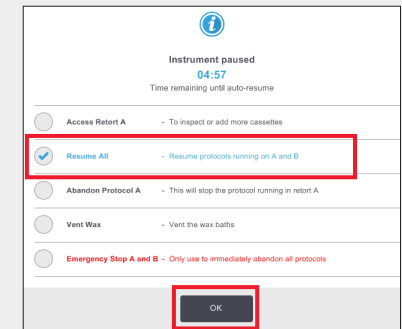 i
Instrument paused
04:57
Time remaining until auto-resume
Access Retort A - To inspect or add more cassettes
Resume All - Resume protocols running on A and B
Abandon Protocol A - This will stop the protocol running in retort A
Vent Wax - Vent the wax baths
Emergency Stop A and B - Only use to immediately abandon all protocols
OK